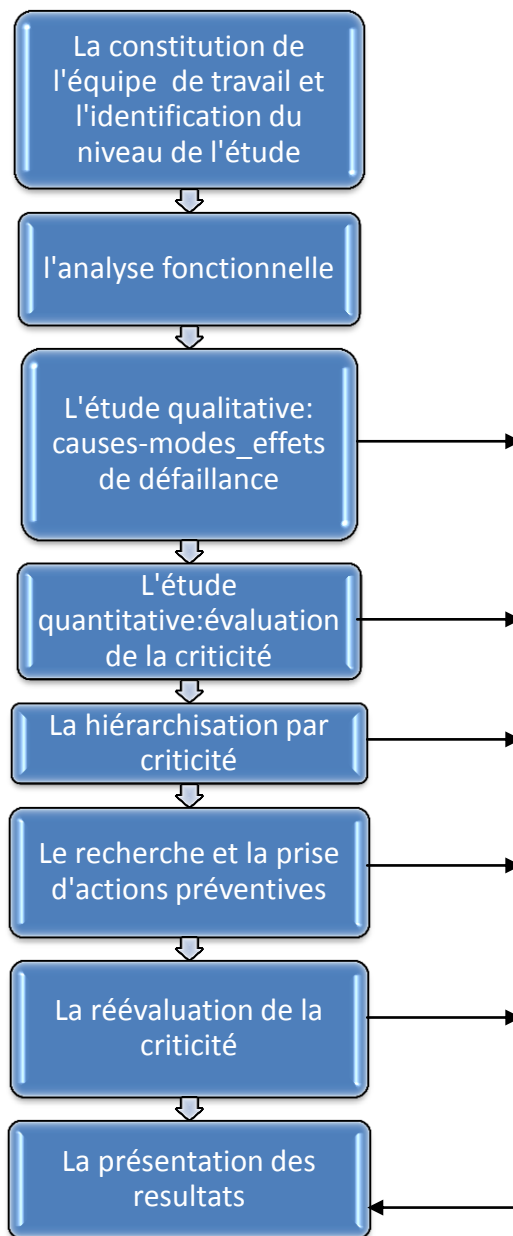 La constitution de
l'équipe de travail et
l'identification du
niveau de l'étude
l'analyse fonctionnelle
L'étude qualitative:
causes-modes_effets
de défaillance
L'étude
quantitative:évaluation
de la criticité
La hiérarchisation par
criticité
Le recherche et la prise
d'actions préventives
La réévaluation de la
criticité
La présentation des
resultats